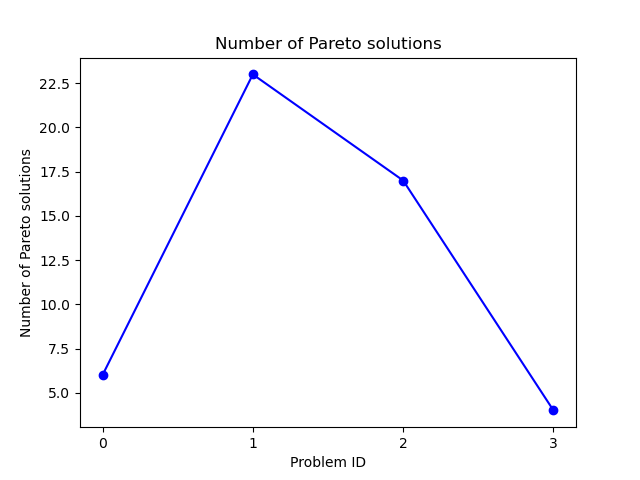 Number of Pareto solutions
Number of Pareto solutions
22.5
20.0
17.5
15.0
12.5
10.0
7.5
5.0
0 1 2 3
Problem ID